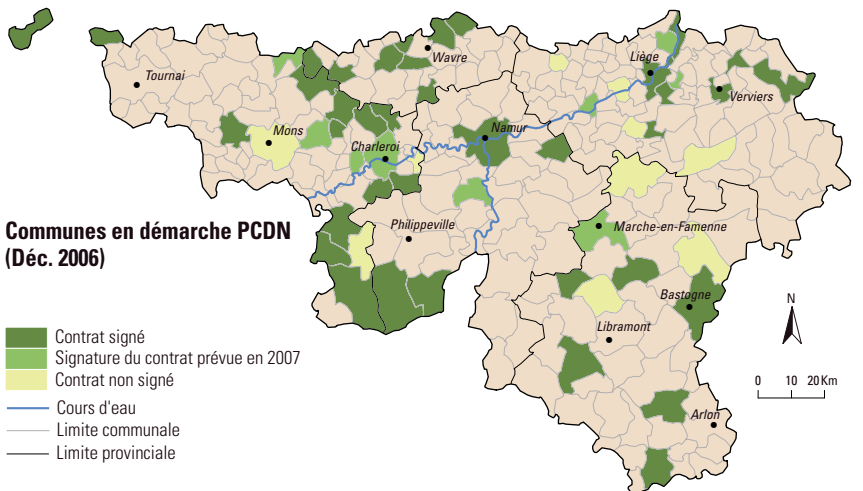 Wavre
Liège
Tournai
Verviers
Mons
Namur
Charleroi
Communes en démarche PCDN
(Déc. 2006)
Philippeville
Marche-en-Famenne
Bastogne
Libramont
Arlon
N
0 10 20 Km
Contrat signé
Signature du contrat prévue en 2007
Contrat non signé
Cours d'eau
Limite communale
Limite provinciale